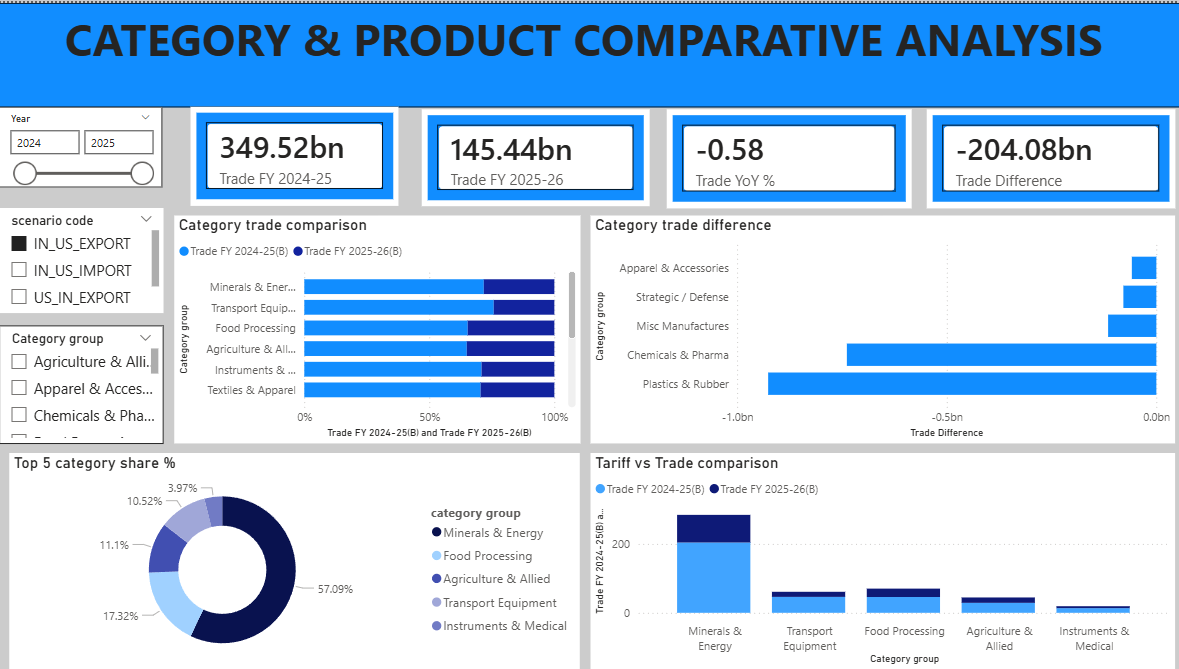 CATEGORY & PRODUCT COMPARATIVE ANALYSIS
Year
2024 2025
349.52bn
Trade FY 2024-25
145.44bn
Trade FY 2025-26
-0.58
Trade YoY %
-204.08bn
Trade Difference
scenario code
IN_US_EXPORT
IN_US_IMPORT
US_IN_EXPORT
Category group
Agriculture & Alli...
Apparel & Acces...
Chemicals & Pha...
Category trade comparison
Trade FY 2024-25(B) Trade FY 2025-26(B)
Category group
Minerals & Ener...
Transport Equip...
Food Processing
Agriculture & All...
Instruments & ...
Textiles & Apparel
0% 50% 100%
Trade FY 2024-25(B) and Trade FY 2025-26(B)
Category trade difference
Category group
Apparel & Accessories
Strategic / Defense
Misc Manufactures
Chemicals & Pharma
Plastics & Rubber
-1.0bn -0.5bn 0.0bn
Trade Difference
Top 5 category share %
3.97%
10.52%
11.1%
17.32%
57.09%
category group
Minerals & Energy
Food Processing
Agriculture & Allied
Transport Equipment
Instruments & Medical
Tariff vs Trade comparison
Trade FY 2024-25(B) Trade FY 2025-26(B)
Trade FY 2024-25(B) a...
200
0
Minerals &
Energy
Transport
Equipment
Food Processing
Agriculture &
Allied
Instruments &
Medical
Category group